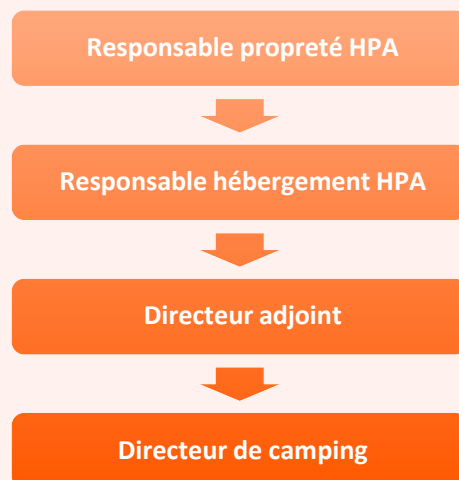 Responsable propreté HPA
Responsable hébergement HPA
Directeur adjoint
Directeur de camping